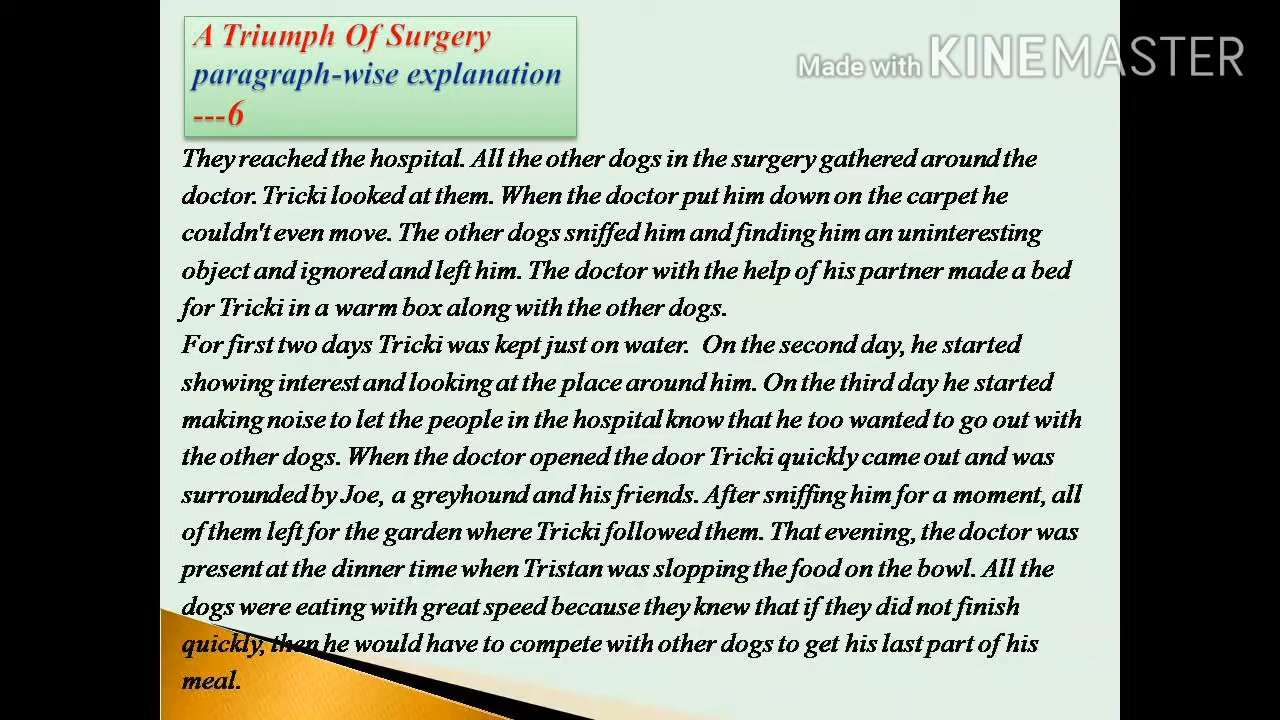 A Triumph Of Surgery
paragraph-wise explanation
---6
Made with KINEMASTER
They reached the hospital. All the other dogs in the surgery gathered around the
doctor. Tricki looked at them. When the doctor put him down on the carpet he
couldn't even move. The other dogs sniffed him and finding him an uninteresting
object and ignored and left him. The doctor with the help of his partner made a bed
for Tricki in a warm box along with the other dogs.
For first two days Tricki was kept just on water. On the second day, he started
showing interest and looking at the place around him. On the third day he started
making noise to let the people in the hospital know that he too wanted to go out with
the other dogs. When the doctor opened the door Tricki quickly came out and was
surrounded by Joe, a greyhound and his friends. After sniffing him for a moment, all
of them left for the garden where Tricki followed them. That evening, the doctor was
present at the dinner time when Tristan was slopping the food on the bowl. All the
dogs were eating with great speed because they knew that if they did not finish
quickly, then he would have to compete with other dogs to get his last part of his
meal.